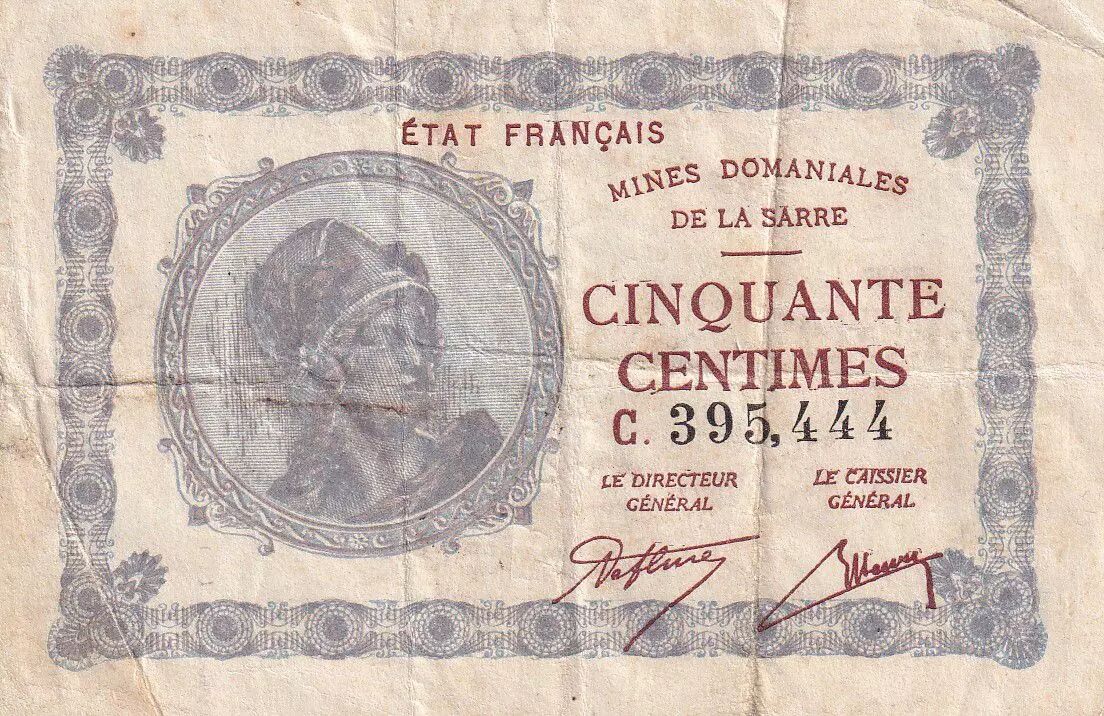 ÉTAT FRANÇAIS
MINES DOMANIALES
DE LA SARRE
CINQUANTE
CENTIMES
C. 395,444
LE DIRECTEUR
GÉNÉRAL
LE CAISSIER
GÉNÉRAL